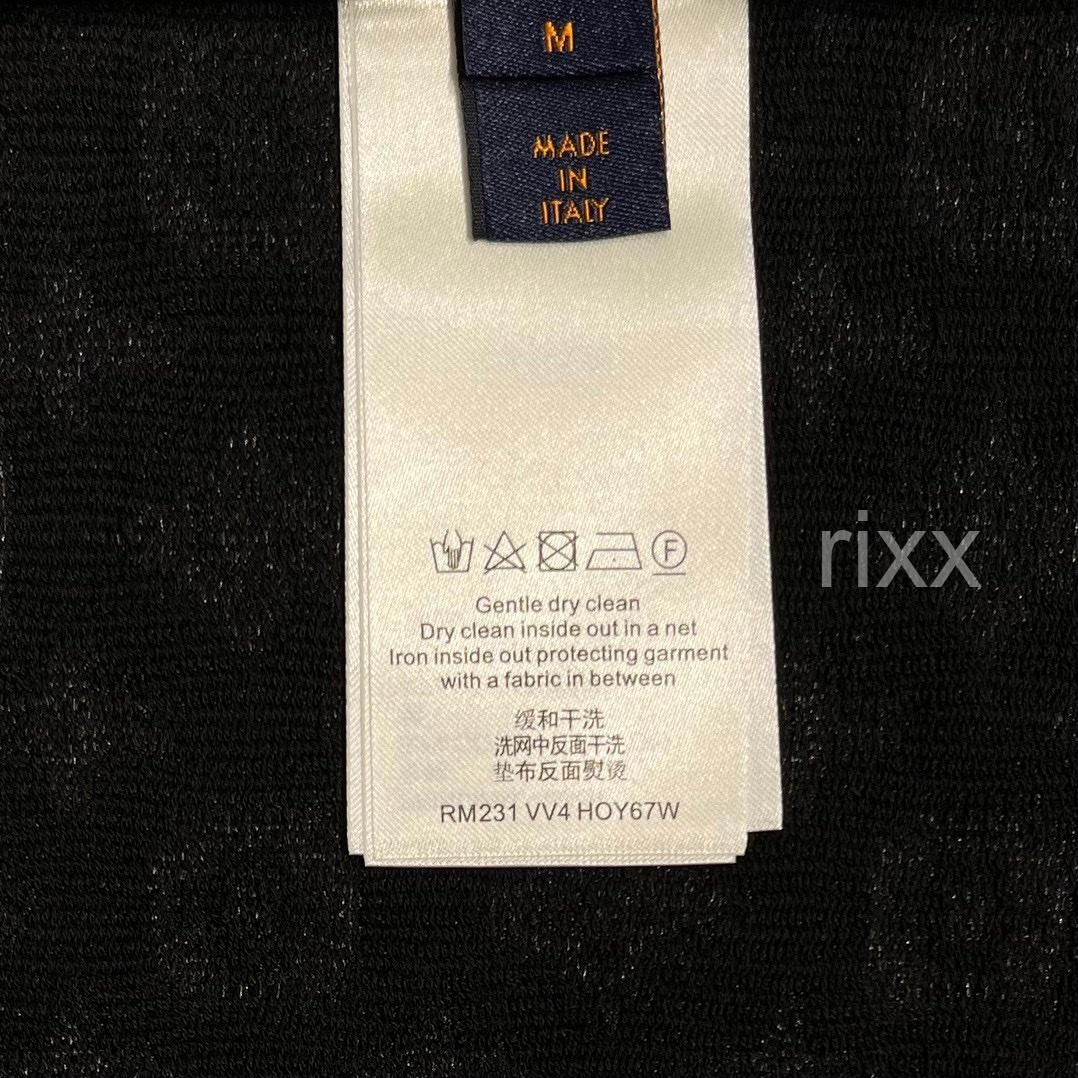 M
MADE
IN
ITALY
F
Gentle dry clean
Dry clean inside out in a net
Iron inside out protecting garment
with a fabric in between
缓和干洗
洗网中反面干洗
垫布反面熨烫
RM231 VV4 HOY67W
rixx